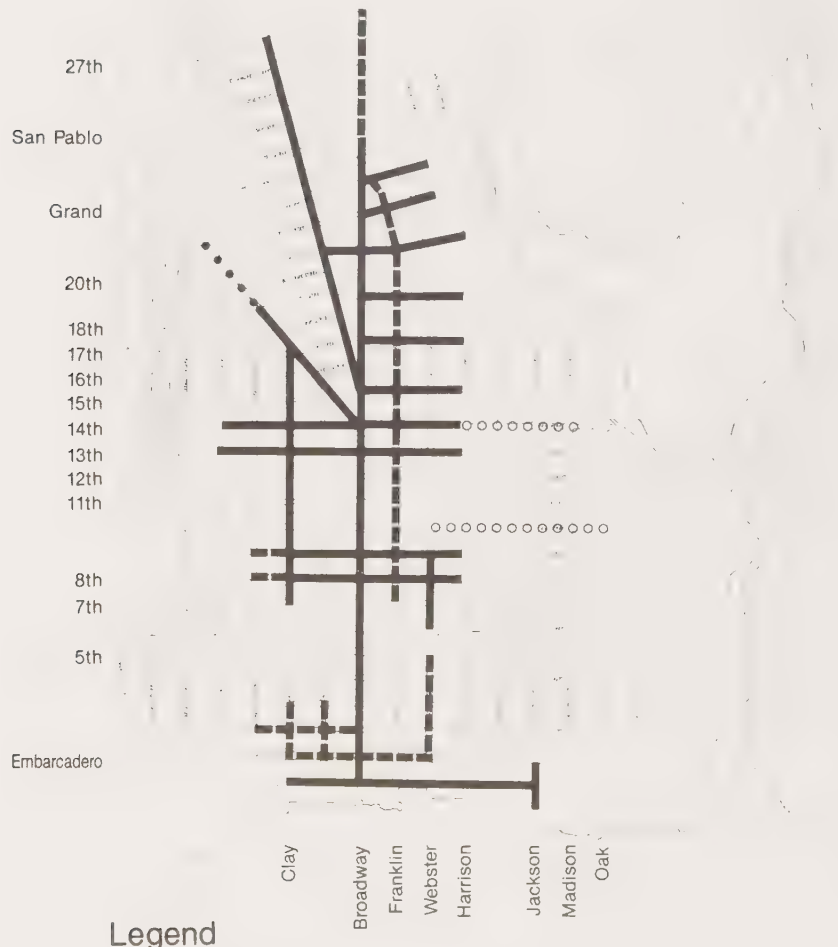 27th
San Pablo
Grand
20th
18th
17th
16th
15th
14th
13th
12th
11th
8th
7th
5th
Embarcadero
Clay
Broadway
Franklin
Webster
Harrison
Jackson
Madison
Oak
Legend